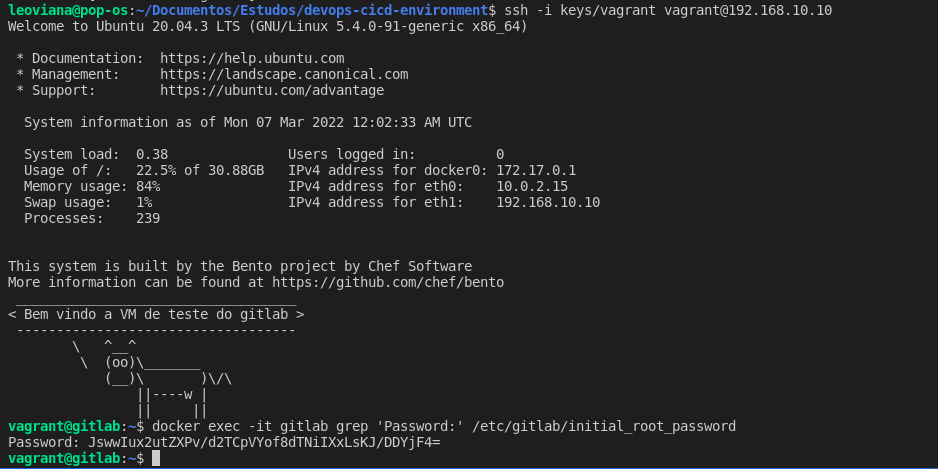 leoviana@pop-os:~/Documentos/Estudos/devops-cicd-environment$ ssh -i keys/vagrant vagrant@192.168.10.10
Welcome to Ubuntu 20.04.3 LTS (GNU/Linux 5.4.0-91-generic x86_64)

 * Documentation:  https://help.ubuntu.com
 * Management:     https://landscape.canonical.com
 * Support:        https://ubuntu.com/advantage

  System information as of Mon 07 Mar 2022 12:02:33 AM UTC

  System load:  0.38               Users logged in:          0
  Usage of /:   22.5% of 30.88GB   IPv4 address for docker0: 172.17.0.1
  Memory usage: 84%                IPv4 address for eth0:    10.0.2.15
  Swap usage:   1%                 IPv4 address for eth1:    192.168.10.10
  Processes:    239


This system is built by the Bento project by Chef Software
More information can be found at https://github.com/chef/bento
 ___________________________________
< Bem vindo a VM de teste do gitlab >
 -----------------------------------
        \   ^__^
         \  (oo)\_______
            (__)\       )\/\
                ||----w |
                ||     ||
vagrant@gitlab:~$ docker exec -it gitlab grep 'Password:' /etc/gitlab/initial_root_password
Password: JswwIux2utZXPv/d2TCpVYof8dTNiIXxLsKJ/DDYjF4=
vagrant@gitlab:~$